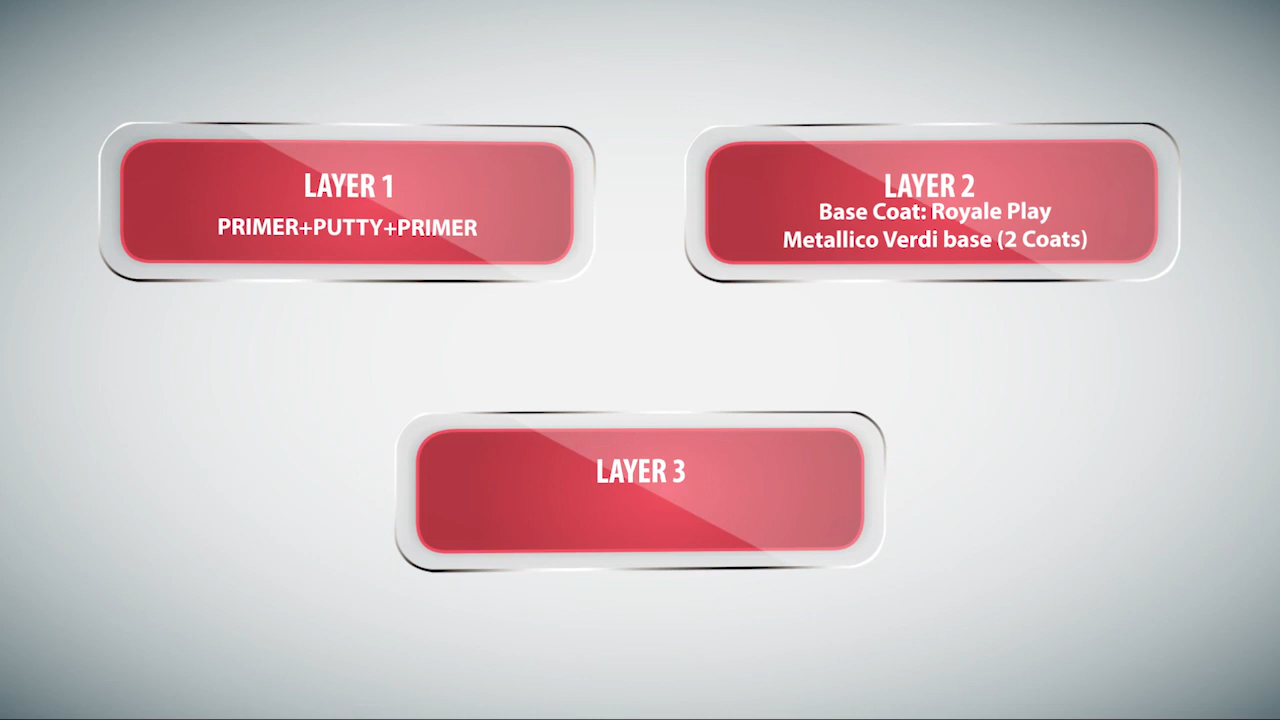 LAYER 1
PRIMER+PUTTY+PRIMER
LAYER 2
Base Coat: Royale Play
Metallico Verdi base (2 Coats)
LAYER 3